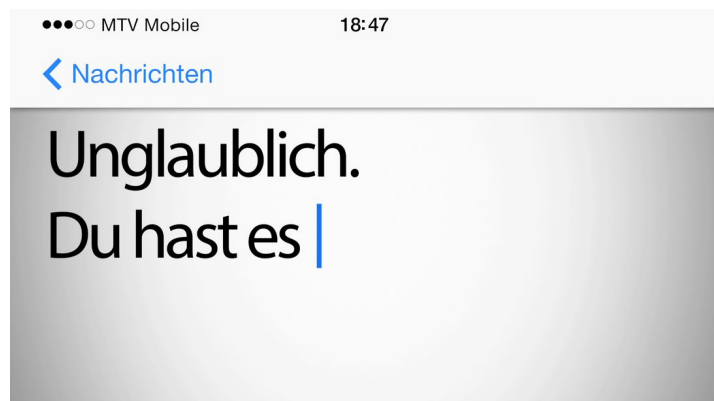 MTV Mobile 18:47
Nachrichten
Unglaublich.
Du hast es